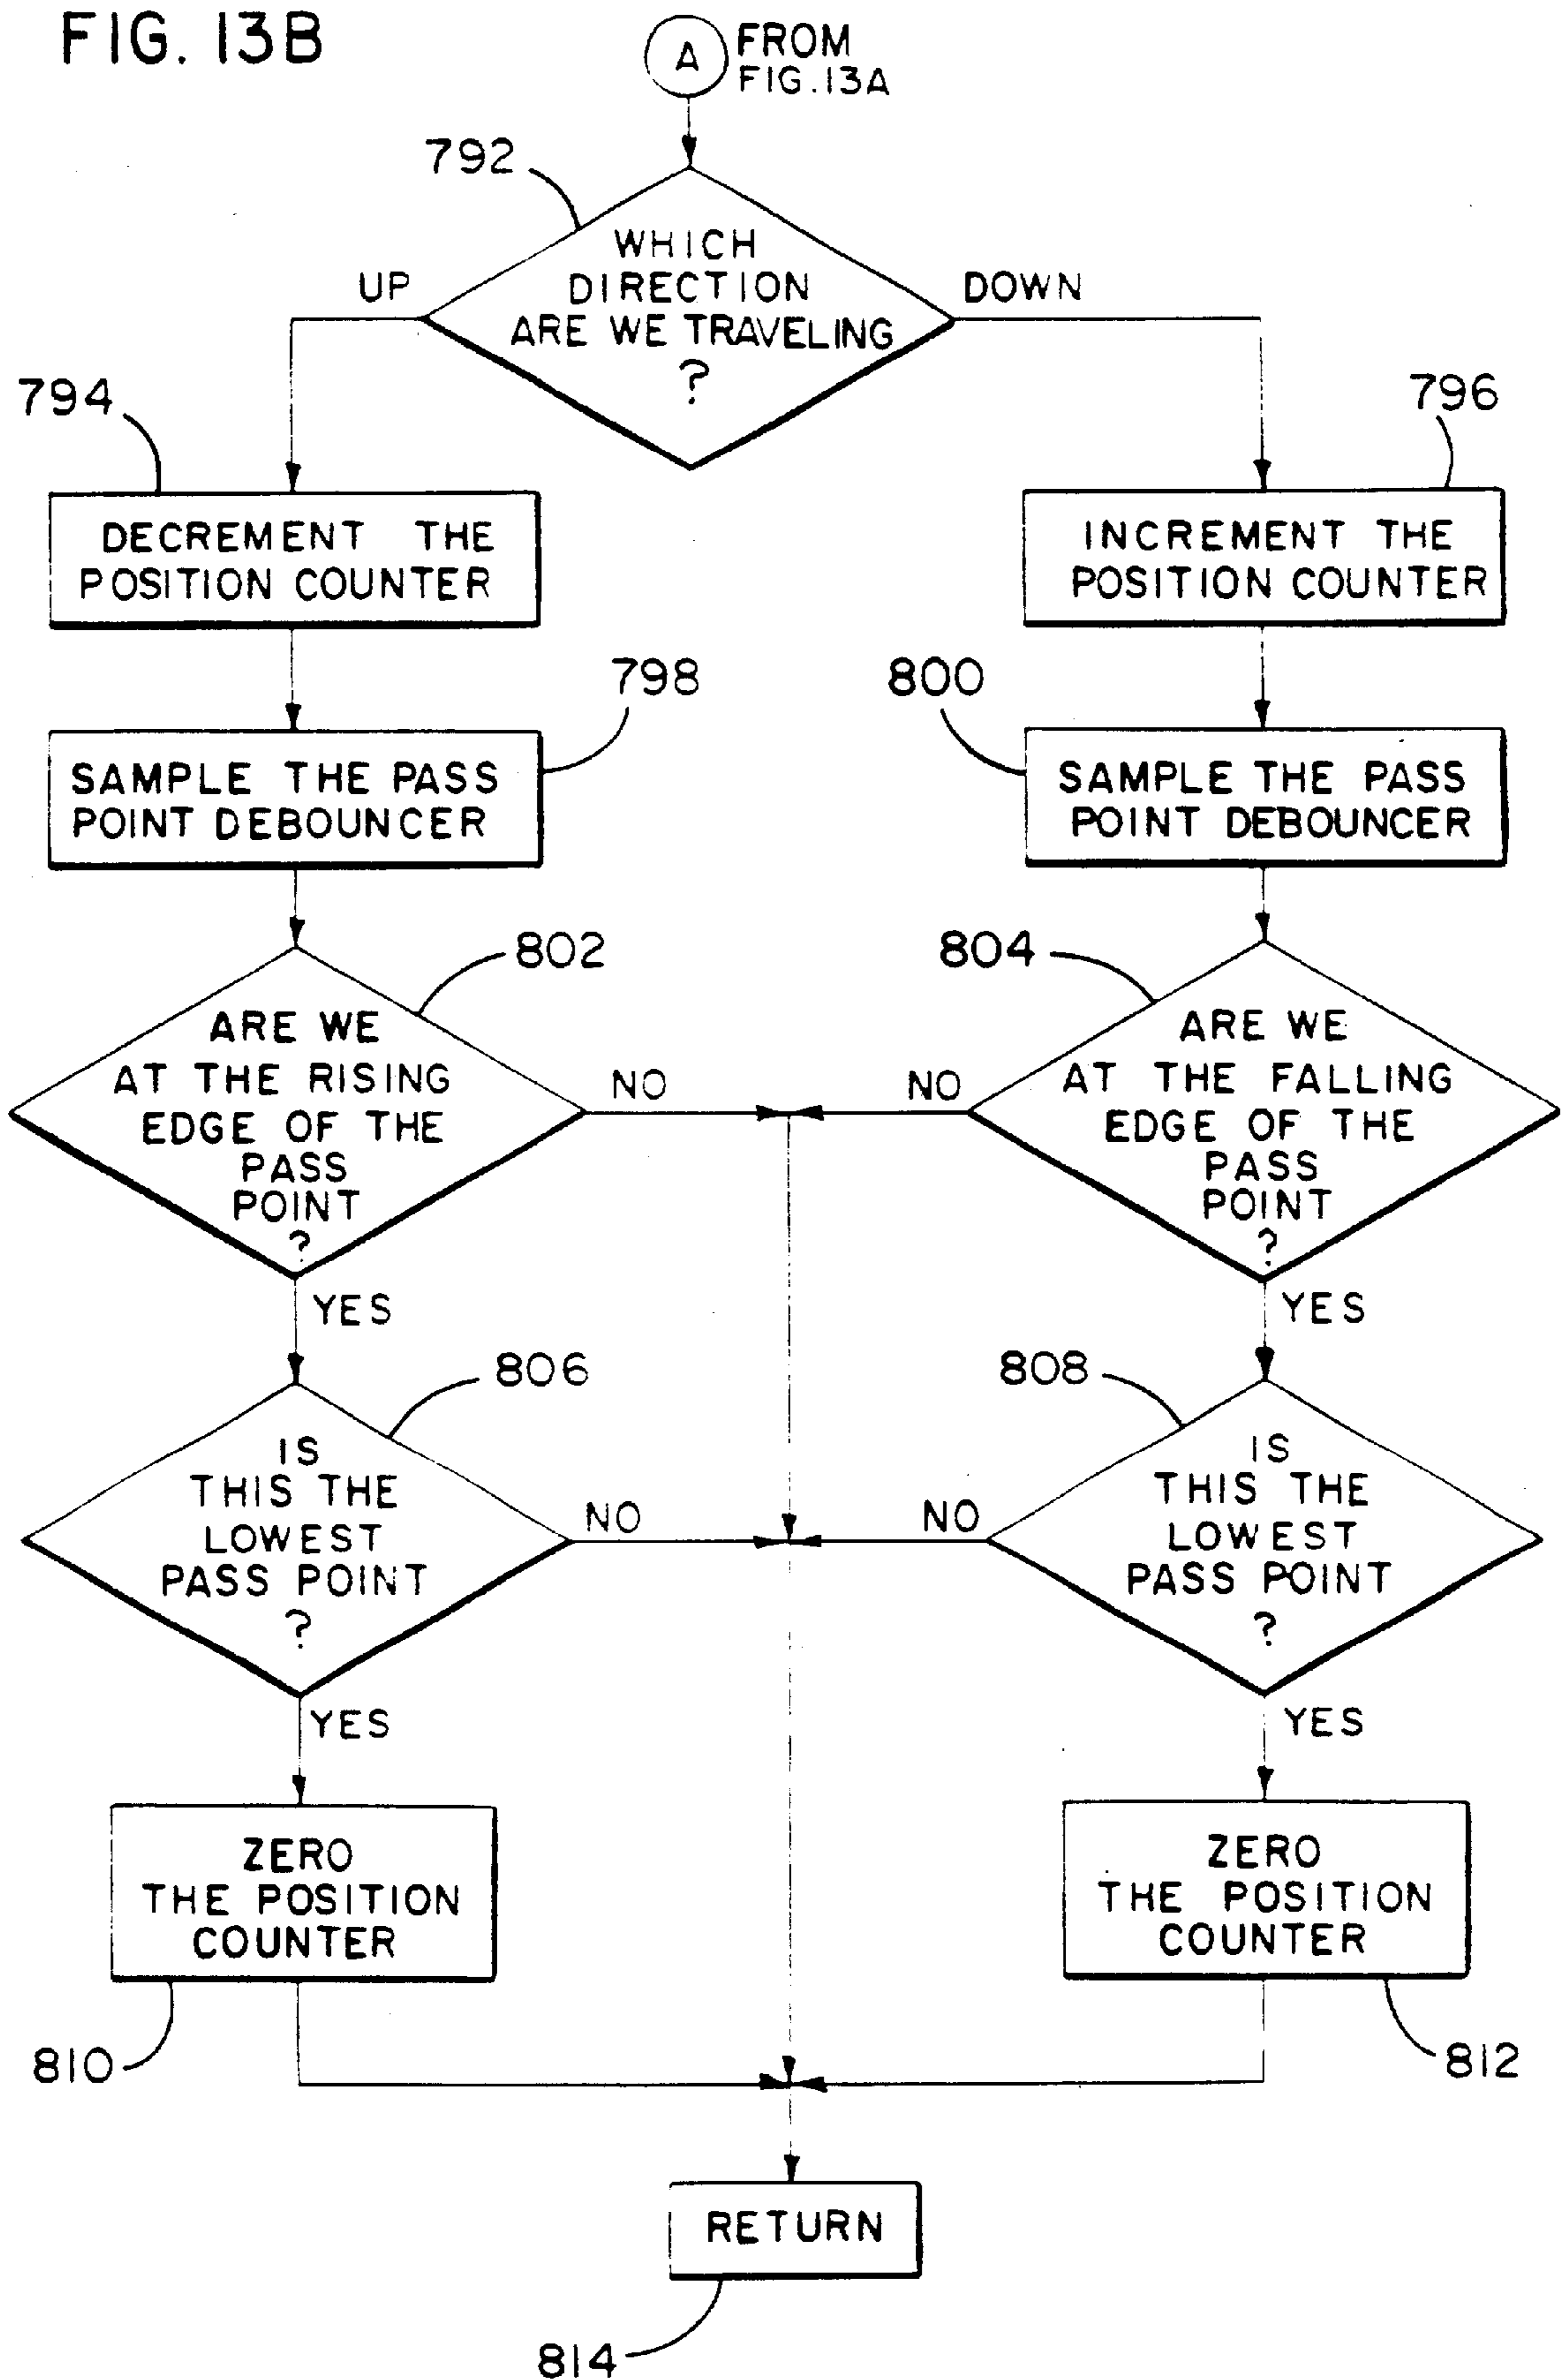 FIG. 13B
A
FROM
FIG. 13A
792
WHICH
DIRECTION
ARE WE TRAVELING
?
UP
DOWN
794
796
DECREMENT THE
POSITION COUNTER
INCREMENT THE
POSITION COUNTER
798
800
SAMPLE THE PASS
POINT DEBOUNCER
SAMPLE THE PASS
POINT DEBOUNCER
802
804
ARE WE
AT THE RISING
EDGE OF THE
PASS
POINT
?
NO
NO
ARE WE
AT THE FALLING
EDGE OF THE
PASS
POINT
?
YES
YES
806
808
IS
THIS THE
LOWEST
PASS POINT
?
NO
NO
IS
THIS THE
LOWEST
PASS POINT
?
YES
YES
ZERO
THE POSITION
COUNTER
ZERO
THE POSITION
COUNTER
810
812
RETURN
814